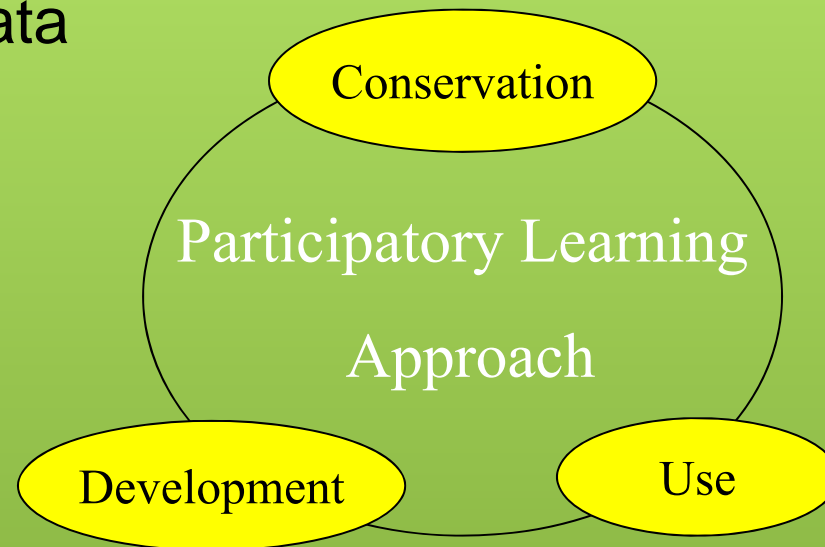 ata
Conservation
Participatory Learning
Approach
Development
Use